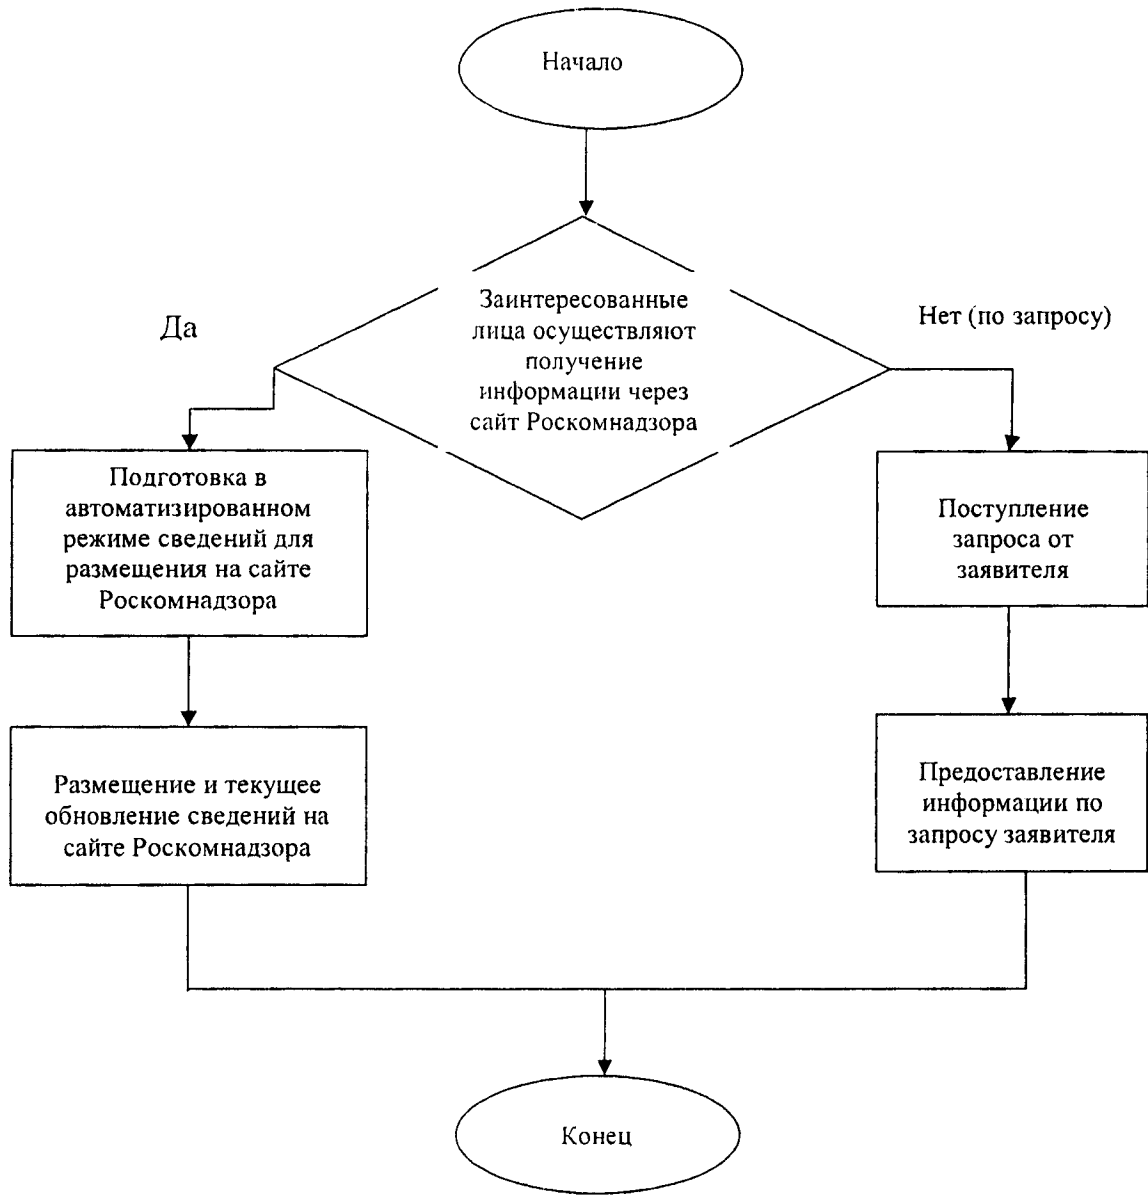 Начало
Заинтересованные
лица осуществляют
получение
информации через
сайт Роскомнадзора
Да
Нет (по запросу)
Подготовка в
автоматизированном
режиме сведений для
размещения на сайте
Роскомнадзора
Поступление
запроса от
заявителя
Размещение и текущее
обновление сведений на
сайте Роскомнадзора
Предоставление
информации по
запросу заявителя
Конец